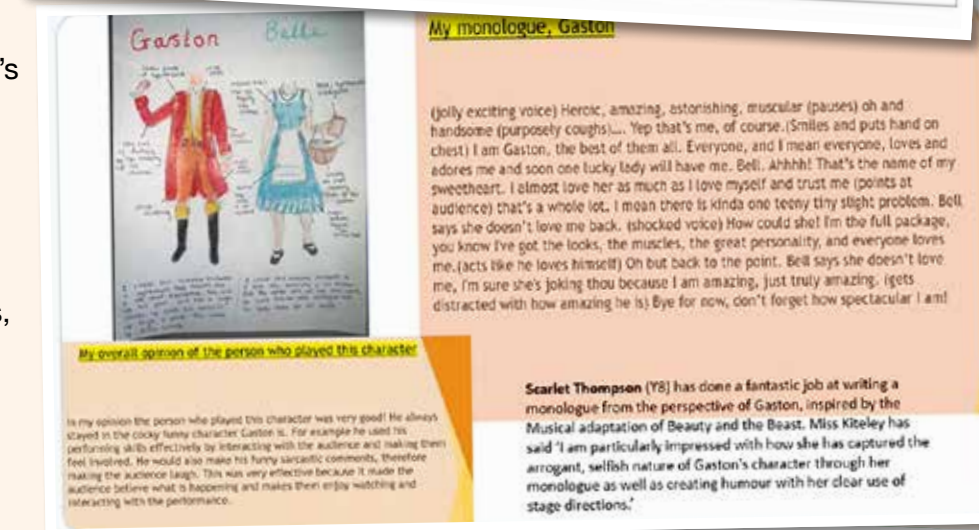 's
s,
Gaston Belle
My monologue, Gaston
(jolly exciting voice) Heroic, amazing, astonishing, muscular (pauses) oh and
handsome (purposely coughs).... Yep that's me, of course.(Smiles and puts hand on
chest) I am Gaston, the best of them all. Everyone, and I mean everyone, loves and
adores me and soon one lucky lady will have me. Bell. Ahhhh! That's the name of my
sweetheart. I almost love her as much as I love myself and trust me (points at
audience) that's a whole lot. I mean there is kinda one teeny tiny slight problem. Bell
says she doesn't love me back. (shocked voice) How could she! I'm the full package,
you know I've got the looks, the muscles, the great personality, and everyone loves
me.(acts like he loves himself) Oh but back to the point. Bell says she doesn't love
me, I'm sure she's joking thou because I am amazing, just truly amazing. (gets
distracted with how amazing he is) Bye for now, don't forget how spectacular I am!
My overall opinion of the person who played this character
In my opinion the person who played this character was very good! He always
stayed in the cocky funny character Gaston is. For example he used his
performing skills effectively by interacting with the audience and making them
feel involved. He would also make his funny sarcastic comments, therefore
making the audience laugh. This was very effective because it made the
audience believe what is happening and makes them enjoy watching and
interacting with the performance.
Scarlet Thompson (Y8) has done a fantastic job at writing a
monologue from the perspective of Gaston, inspired by the
Musical adaptation of Beauty and the Beast. Miss Kiteley has
said 'I am particularly impressed with how she has captured the
arrogant, selfish nature of Gaston's character through her
monologue as well as creating humour with her clear use of
stage directions.'